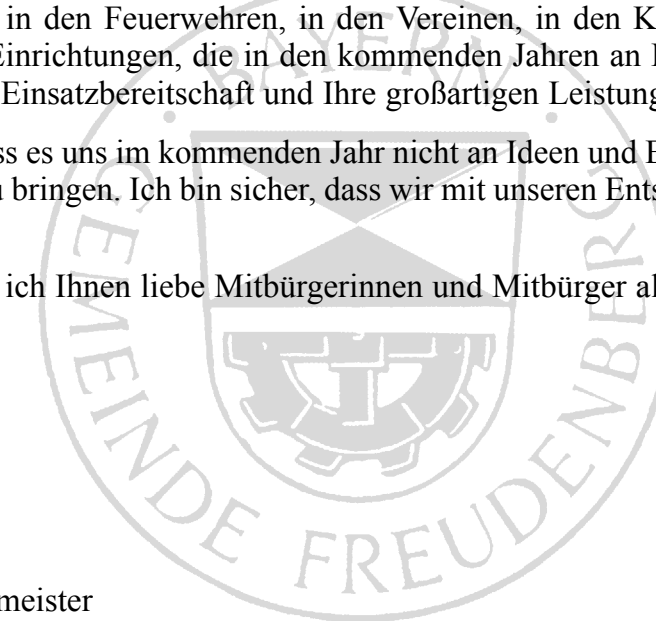 in den Feuerwehren, in den Vereinen, in den K
Einrichtungen, die in den kommenden Jahren an
Einsatzbereitschaft und Ihre großartigen Leistung
ss es uns im kommenden Jahr nicht an Ideen und E
bringen. Ich bin sicher, dass wir mit unseren Ents
ich Ihnen liebe Mitbürgerinnen und Mitbürger al
meister
BAYERN
GEMEINDE FREUDENBERG